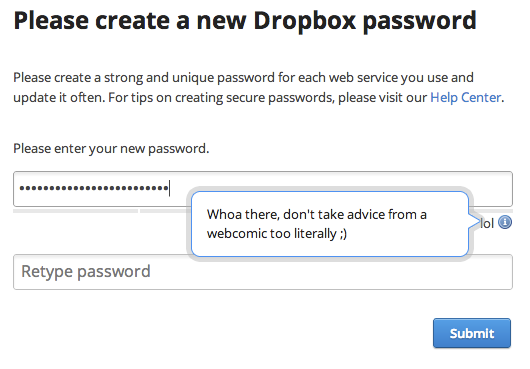 Please create a new Dropbox password
Please create a strong and unique password for each web service you use and
update it often. For tips on creating secure passwords, please visit our Help Center.
Please enter your new password.
Whoa there, don't take advice from a
webcomic too literally ;)
lol
Retype password
Submit